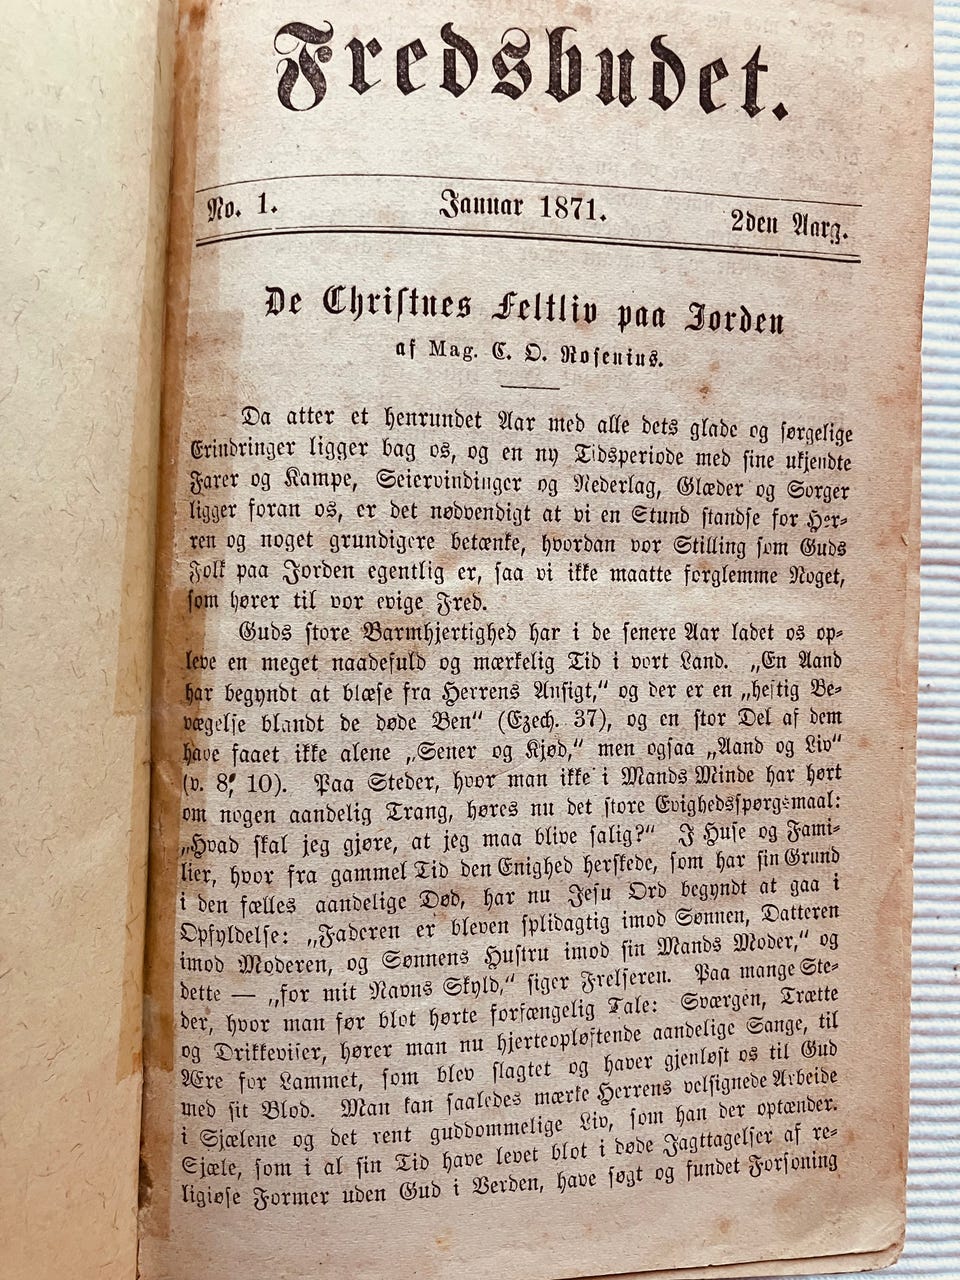 Fredsbudet.
No. 1.
Januar 1871.
2den Aarg.
De Christnes Feltliv paa Jorden
af Mag. C. O. Rosenius.
Da atter et henrundet Aar med alle dets glade og sørgelige
Erindringer ligger bag os, og en ny Tidsperiode med sine ukjendte
Farer og Kampe, Seiervindinger og Nederlag, Glæder og Sorger
ligger foran os, er det nødvendigt at vi en Stund standse for Her-
ren og noget grundigere betænke, hvordan vor Stilling som Guds
Folk paa Jorden egentlig er, saa vi ikke maatte forglemme Noget,
som hører til vor evige Fred.
Guds store Barmhjertighed har i de senere Aar ladet os op-
leve en meget naadefuld og mærkelig Tid i vort Land. „En Aand
har begyndt at blæse fra Herrens Ansigt,“ og der er en „heftig Be-
vægelse blandt de døde Ben“ (Ezech. 37), og en stor Del af dem
have faaet ikke alene „Sener og Kjød,“ men ogsaa „Aand og Liv“
(v. 8, 10). Paa Steder, hvor man ikke i Mands Minde har hørt
om nogen aandelig Trang, høres nu det store Evighedsspørgsmaal:
„Hvad skal jeg gjøre, at jeg maa blive salig?“ I Huse og Fami-
lier, hvor fra gammel Tid den Enighed herskede, som har sin Grund
i den fælles aandelige Død, har nu Jesu Ord begyndt at gaa i
Opfyldelse: „Faderen er bleven splidagtig imod Sønnen, Datteren
imod Moderen, og Sønnens Hustru imod sin Mands Moder,“ og
dette — „for mit Navns Skyld,“ siger Frelseren. Paa mange Ste-
der, hvor man før blot hørte forfængelig Tale: Sværgen, Trætte
og Drikkeviser, hører man nu hjerteopløftende aandelige Sange, til
Ære for Lammet, som blev slagtet og haver gjenløst os til Gud
med sit Blod. Man kan saaledes mærke Herrens velsignede Arbeide
i Sjælene og det rent guddommelige Liv, som han der optænder.
Sjæle, som i al sin Tid have levet blot i døde Jagttagelser af re-
ligiøse Former uden Gud i Verden, have søgt og fundet Forsoning